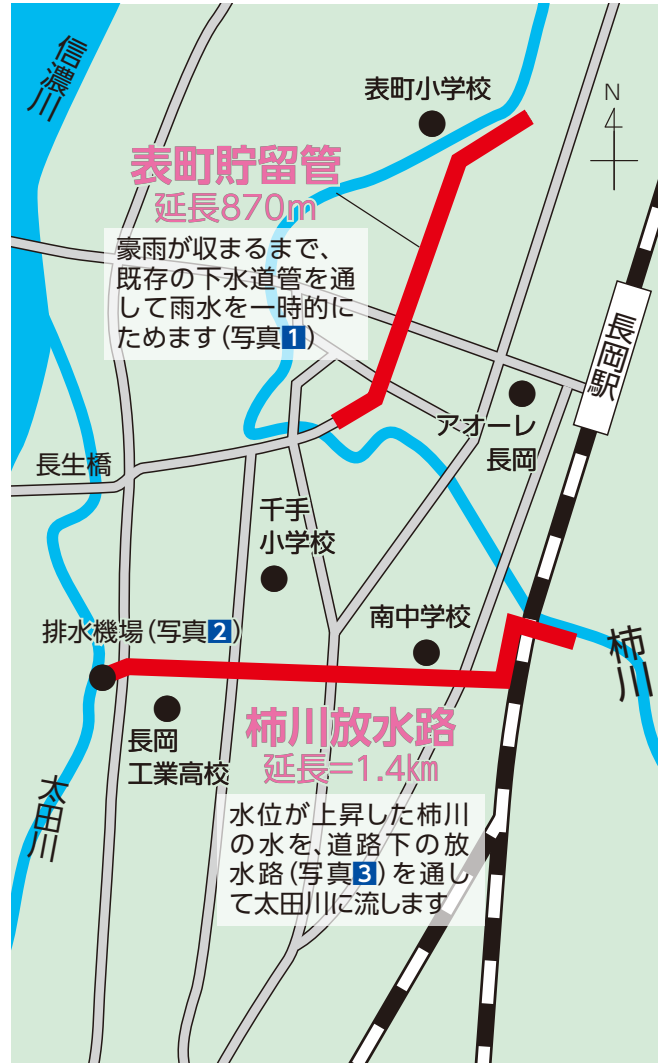 信濃川
表町小学校
N
表町貯留管
延長870m
豪雨が収まるまで、
既存の下水道管を通
して雨水を一時的に
ためます(写真1)
長岡駅
アオーレ
長岡
長生橋
千手
小学校
南中学校
排水機場(写真2)
柿川
長岡
工業高校
柿川放水路
延長=1.4km
太田川
水位が上昇した柿川
の水を、道路下の放
水路(写真3)を通し
て太田川に流します